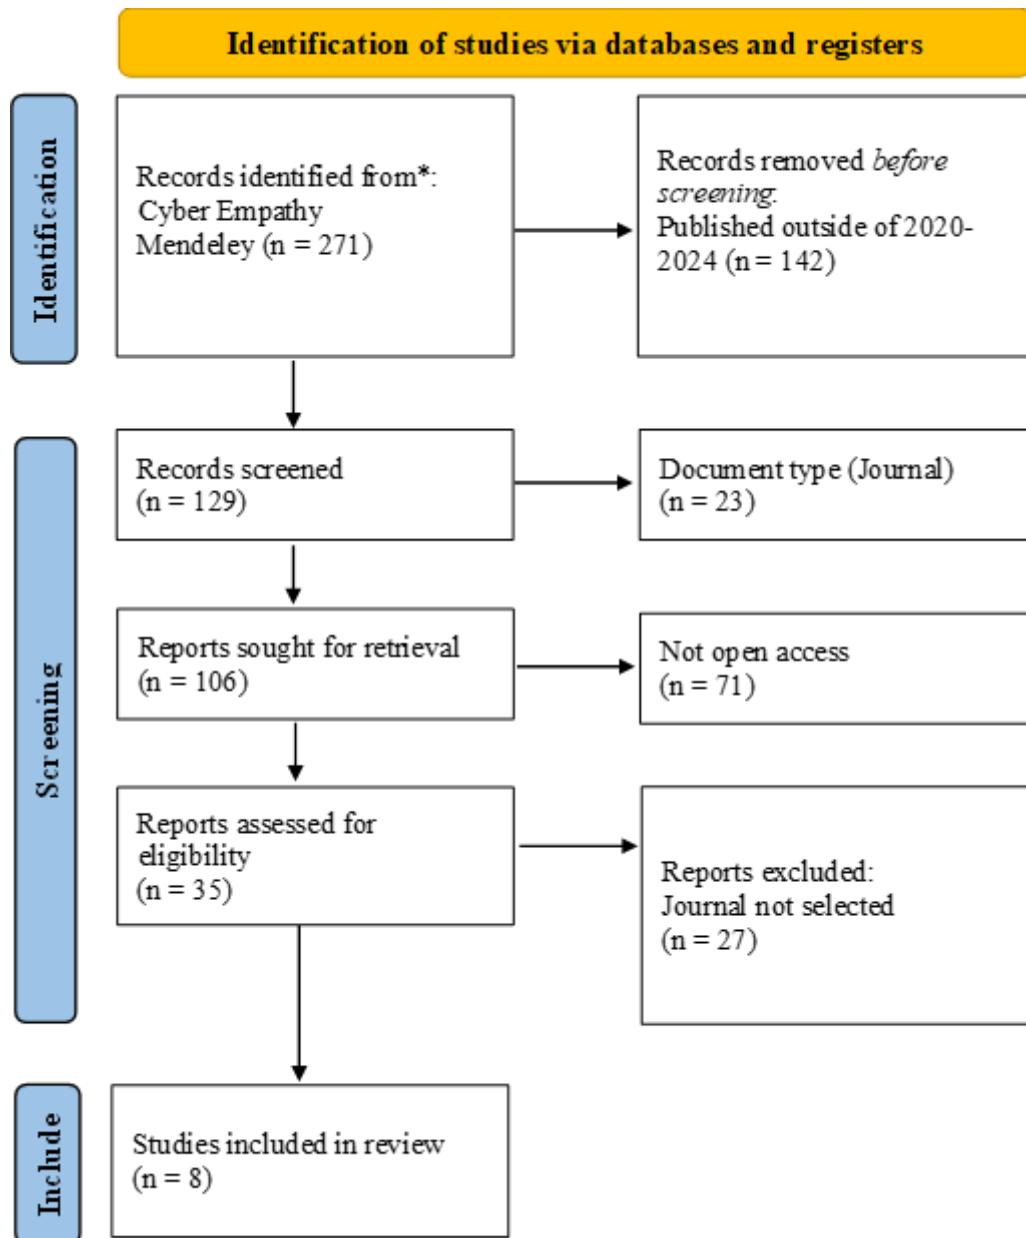 Identification of studies via databases and registers
Identification
Records identified from*:
Cyber Empathy
Mendeley (n = 271)
Records removed before
screening:
Published outside of 2020-
2024 (n = 142)
Screening
Records screened
(n = 129)
Document type (Journal)
(n = 23)
Reports sought for retrieval
(n = 106)
Not open access
(n = 71)
Reports assessed for
eligibility
(n = 35)
Reports excluded:
Journal not selected
(n = 27)
Include
Studies included in review
(n = 8)